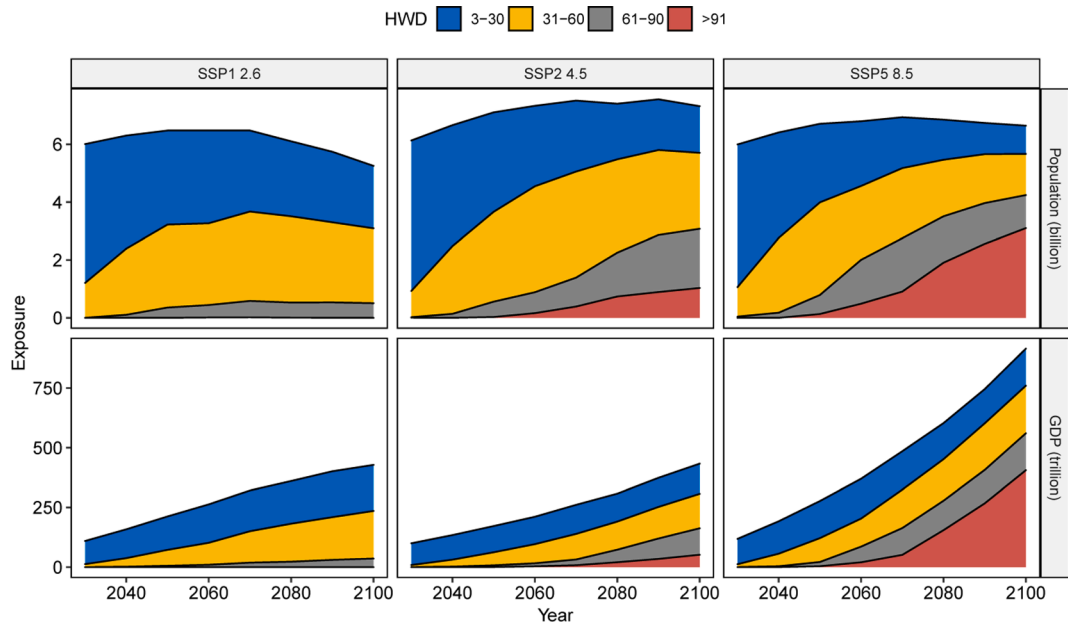 HWD 3−30 31−60 61−90 >91
SSP1 2.6 SSP2 4.5 SSP5 8.5
6
4
2
0
Population (billion)
Exposure
750
500
250
0
GDP (trillion)
2040 2060 2080 2100 2040 2060 2080 2100 2040 2060 2080 2100
Year